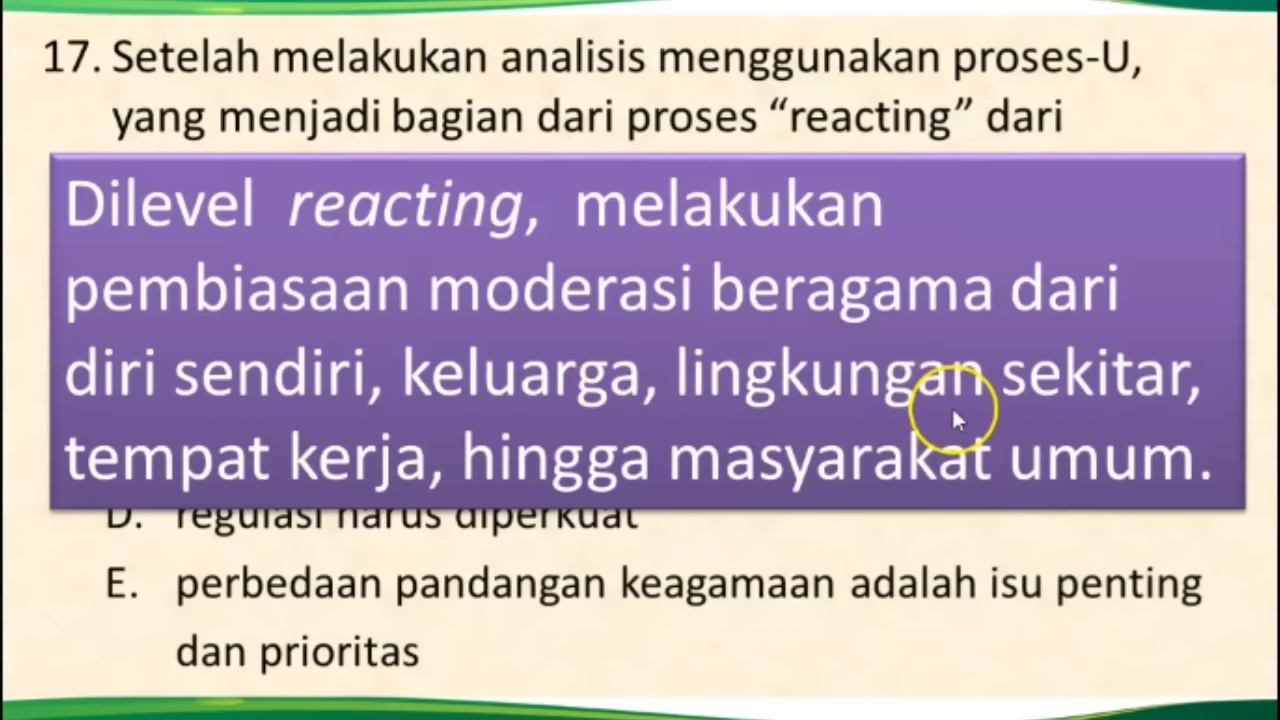 17. Setelah melakukan analisis menggunakan proses-U,
yang menjadi bagian dari proses “reacting” dari
Dilevel reacting, melakukan
pembiasaan moderasi beragama dari
diri sendiri, keluarga, lingkungan sekitar,
tempat kerja, hingga masyarakat umum.
D. regulasi harus diperkuat
E. perbedaan pandangan keagamaan adalah isu penting
dan prioritas